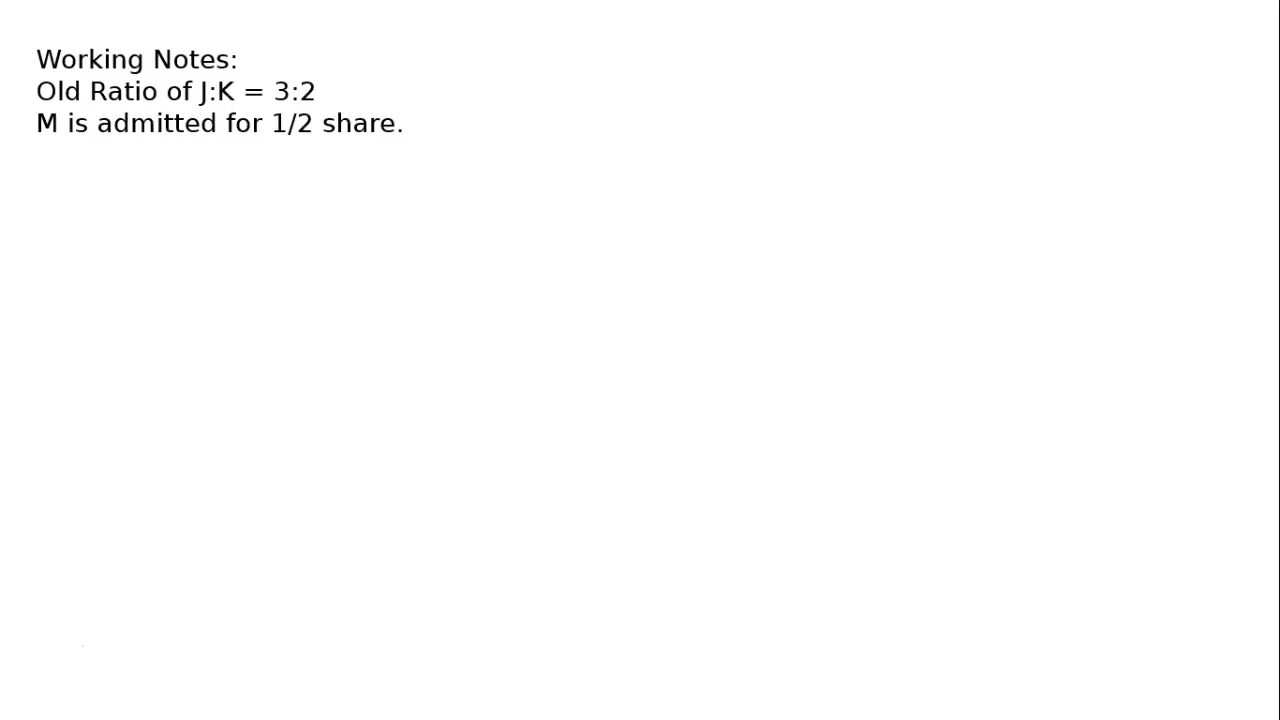 Working Notes:
Old Ratio of J:K = 3:2
M is admitted for 1/2 share.